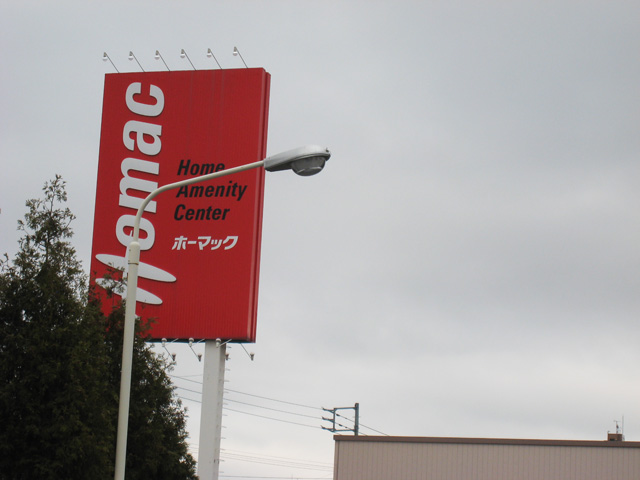 Homac
Home
Amenity
Center
ホーマック